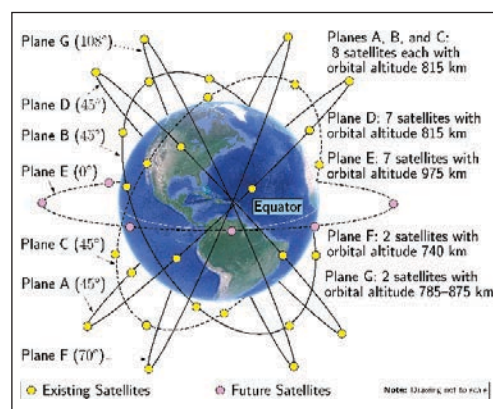 Plane G (108°)
Plane D (45°)
Plane B (45°)
Plane E (0°)
Plane C (45°)
Plane A (45°)
Plane F (70°)
Planes A, B, and C:
8 satellites each with
orbital altitude 815 km
Plane D: 7 satellites with
orbital altitude 815 km
Plane E: 7 satellites with
orbital altitude 975 km
Equator
Plane F: 2 satellites with
orbital altitude 740 km
Plane G: 2 satellites with
orbital altitude 785–875 km
Existing Satellites
Future Satellites
Note: Drawing not to scale